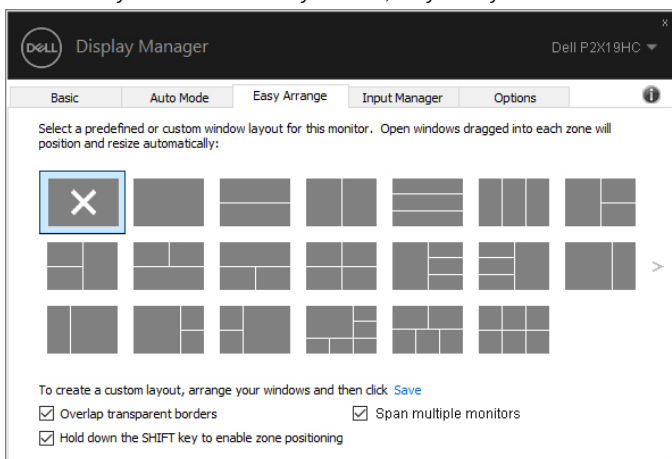 x
DELL
Display Manager
Dell P2X19HC
Basic
Auto Mode
Easy Arrange
Input Manager
Options
i
Select a predefined or custom window layout for this monitor. Open windows dragged into each zone will
position and resize automatically:
>
To create a custom layout, arrange your windows and then click Save
Overlap transparent borders
Span multiple monitors
Hold down the SHIFT key to enable zone positioning